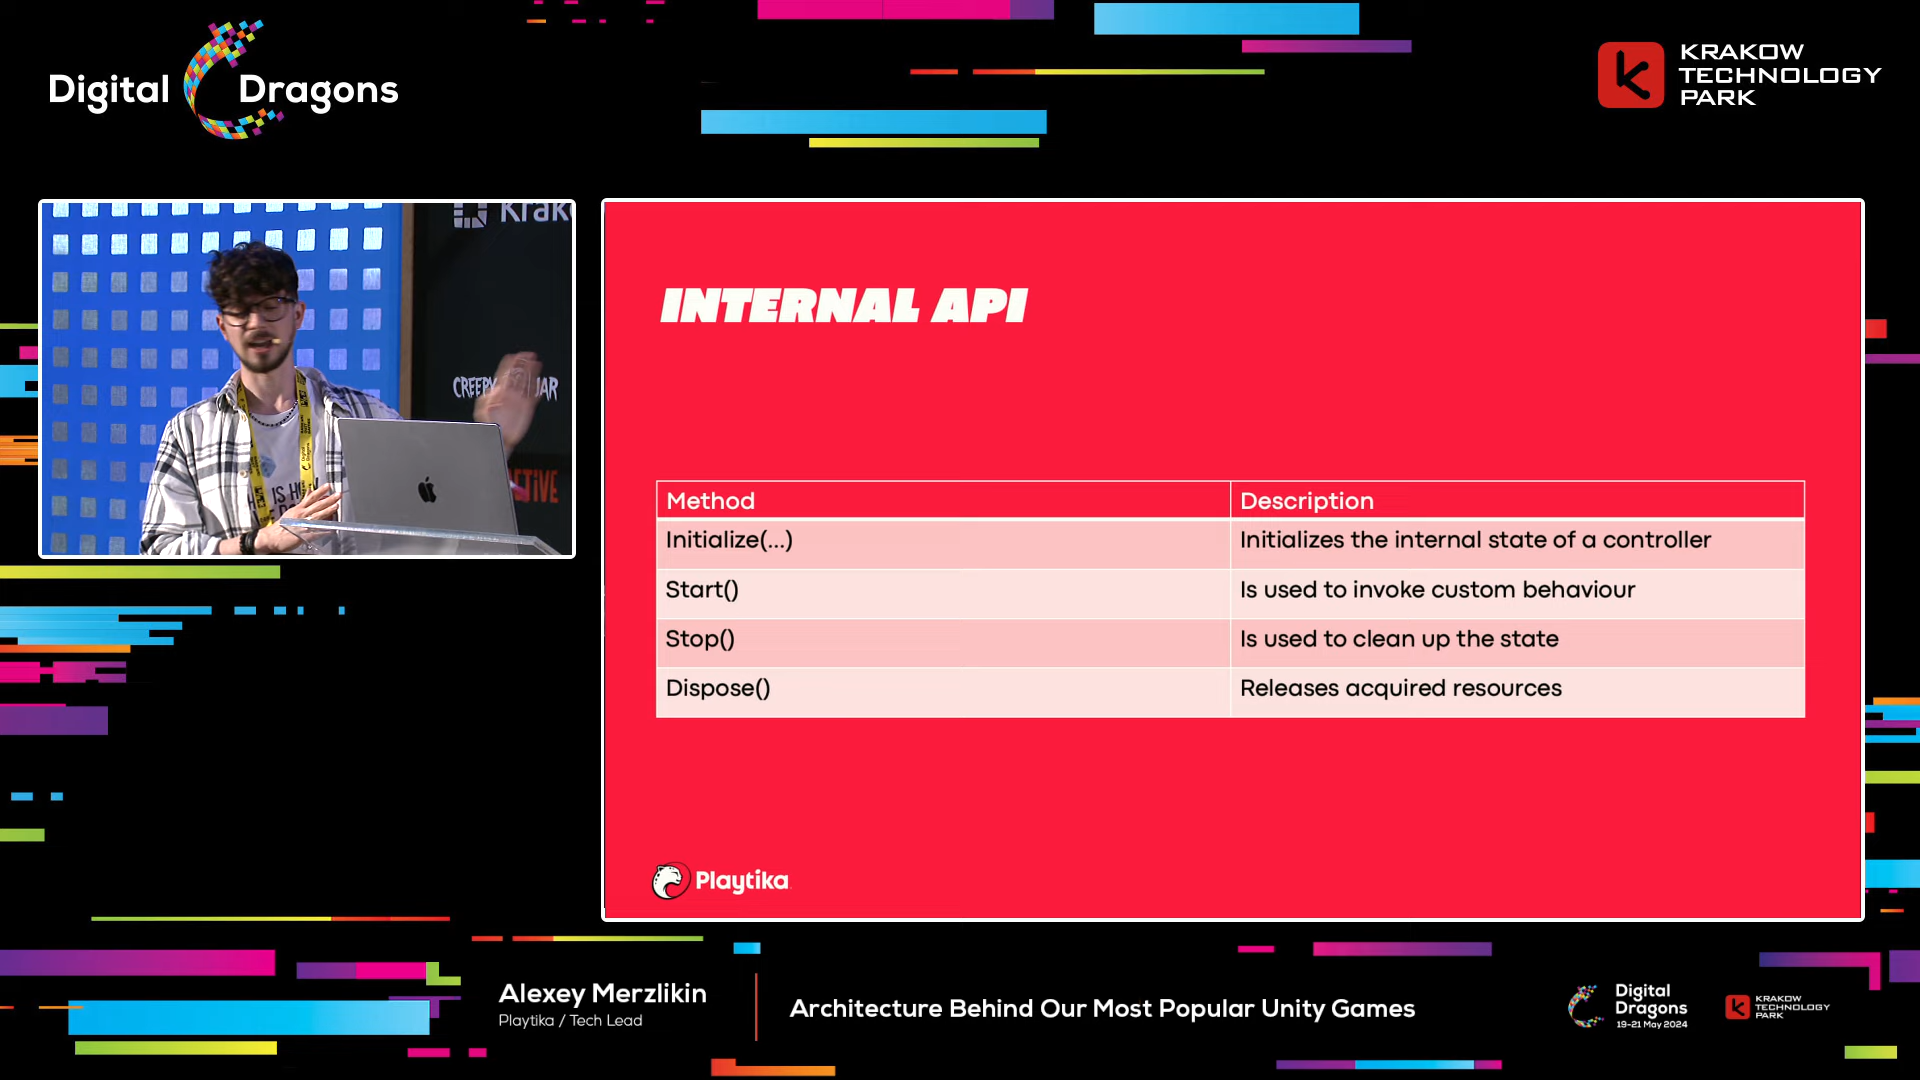 Digital Dragons
KRAKOW
TECHNOLOGY
PARK
Krak
CREEPY JAR
INTERNAL API
Method Description
Initialize(...) Initializes the internal state of a controller
Start() Is used to invoke custom behaviour
Stop() Is used to clean up the state
Dispose() Releases acquired resources
Playtika
Alexey Merzlikin
Playtika / Tech Lead
Architecture Behind Our Most Popular Unity Games
Digital
Dragons
19-21 May 2024
KRAKOW
TECHNOLOGY
PARK